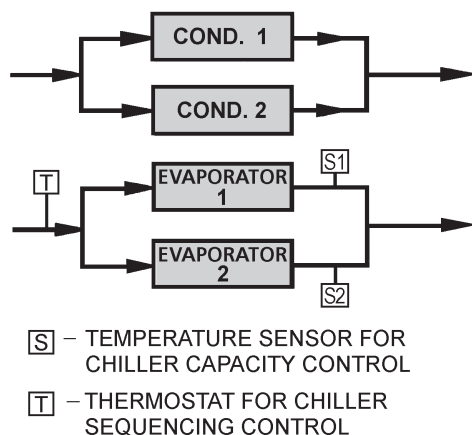 COND. 1
COND. 2
T
EVAPORATOR
1
S1
EVAPORATOR
2
S2
S – TEMPERATURE SENSOR FOR
CHILLER CAPACITY CONTROL
T – THERMOSTAT FOR CHILLER
SEQUENCING CONTROL